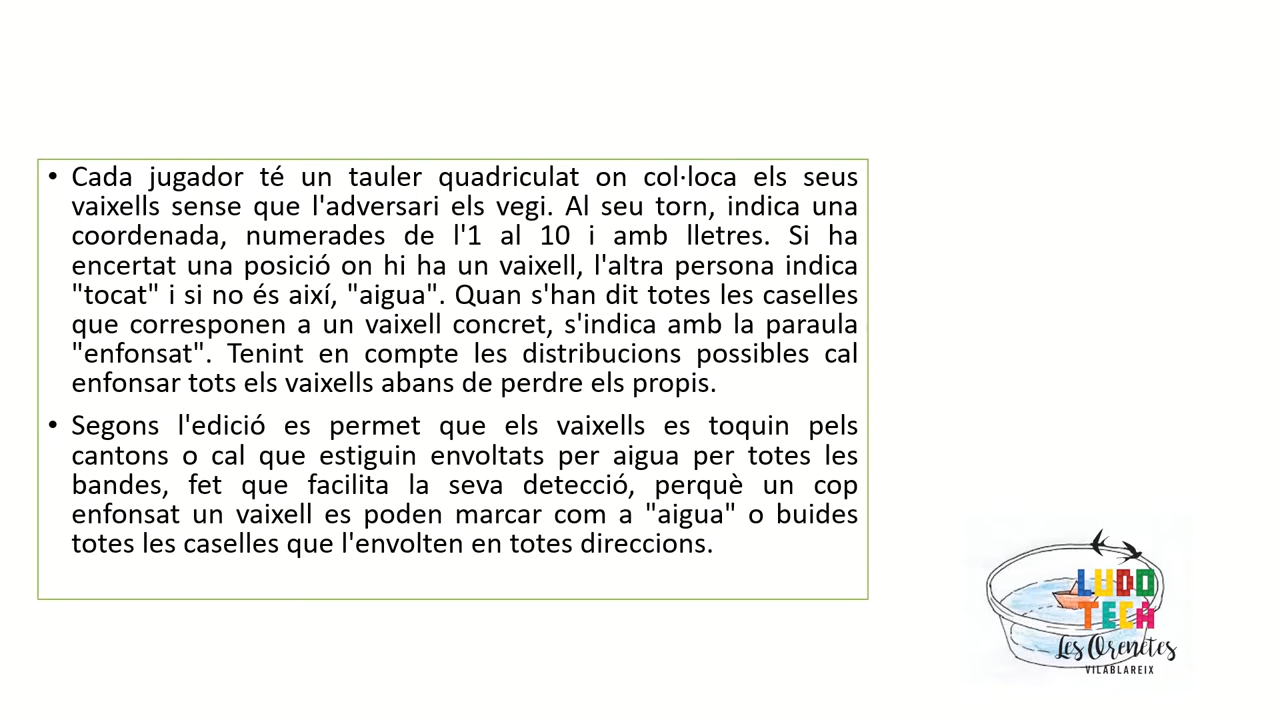 • Cada jugador té un tauler quadriculat on col·loca els seus
vaixells sense que l'adversari els vegi. Al seu torn, indica una
coordenada, numerades de l'1 al 10 i amb lletres. Si ha
encertat una posició on hi ha un vaixell, l'altra persona indica
"tocat" i si no és així, "aigua". Quan s'han dit totes les caselles
que corresponen a un vaixell concret, s'indica amb la paraula
"enfonsat". Tenint en compte les distribucions possibles cal
enfonsar tots els vaixells abans de perdre els propis.
• Segons l'edició es permet que els vaixells es toquin pels
cantons o cal que estiguin envoltats per aigua per totes les
bandes, fet que facilita la seva detecció, perquè un cop
enfonsat un vaixell es poden marcar com a "aigua" o buides
totes les caselles que l'envolten en totes direccions.
LUDO
TECA
Les Orenetes
VILABLAREIX